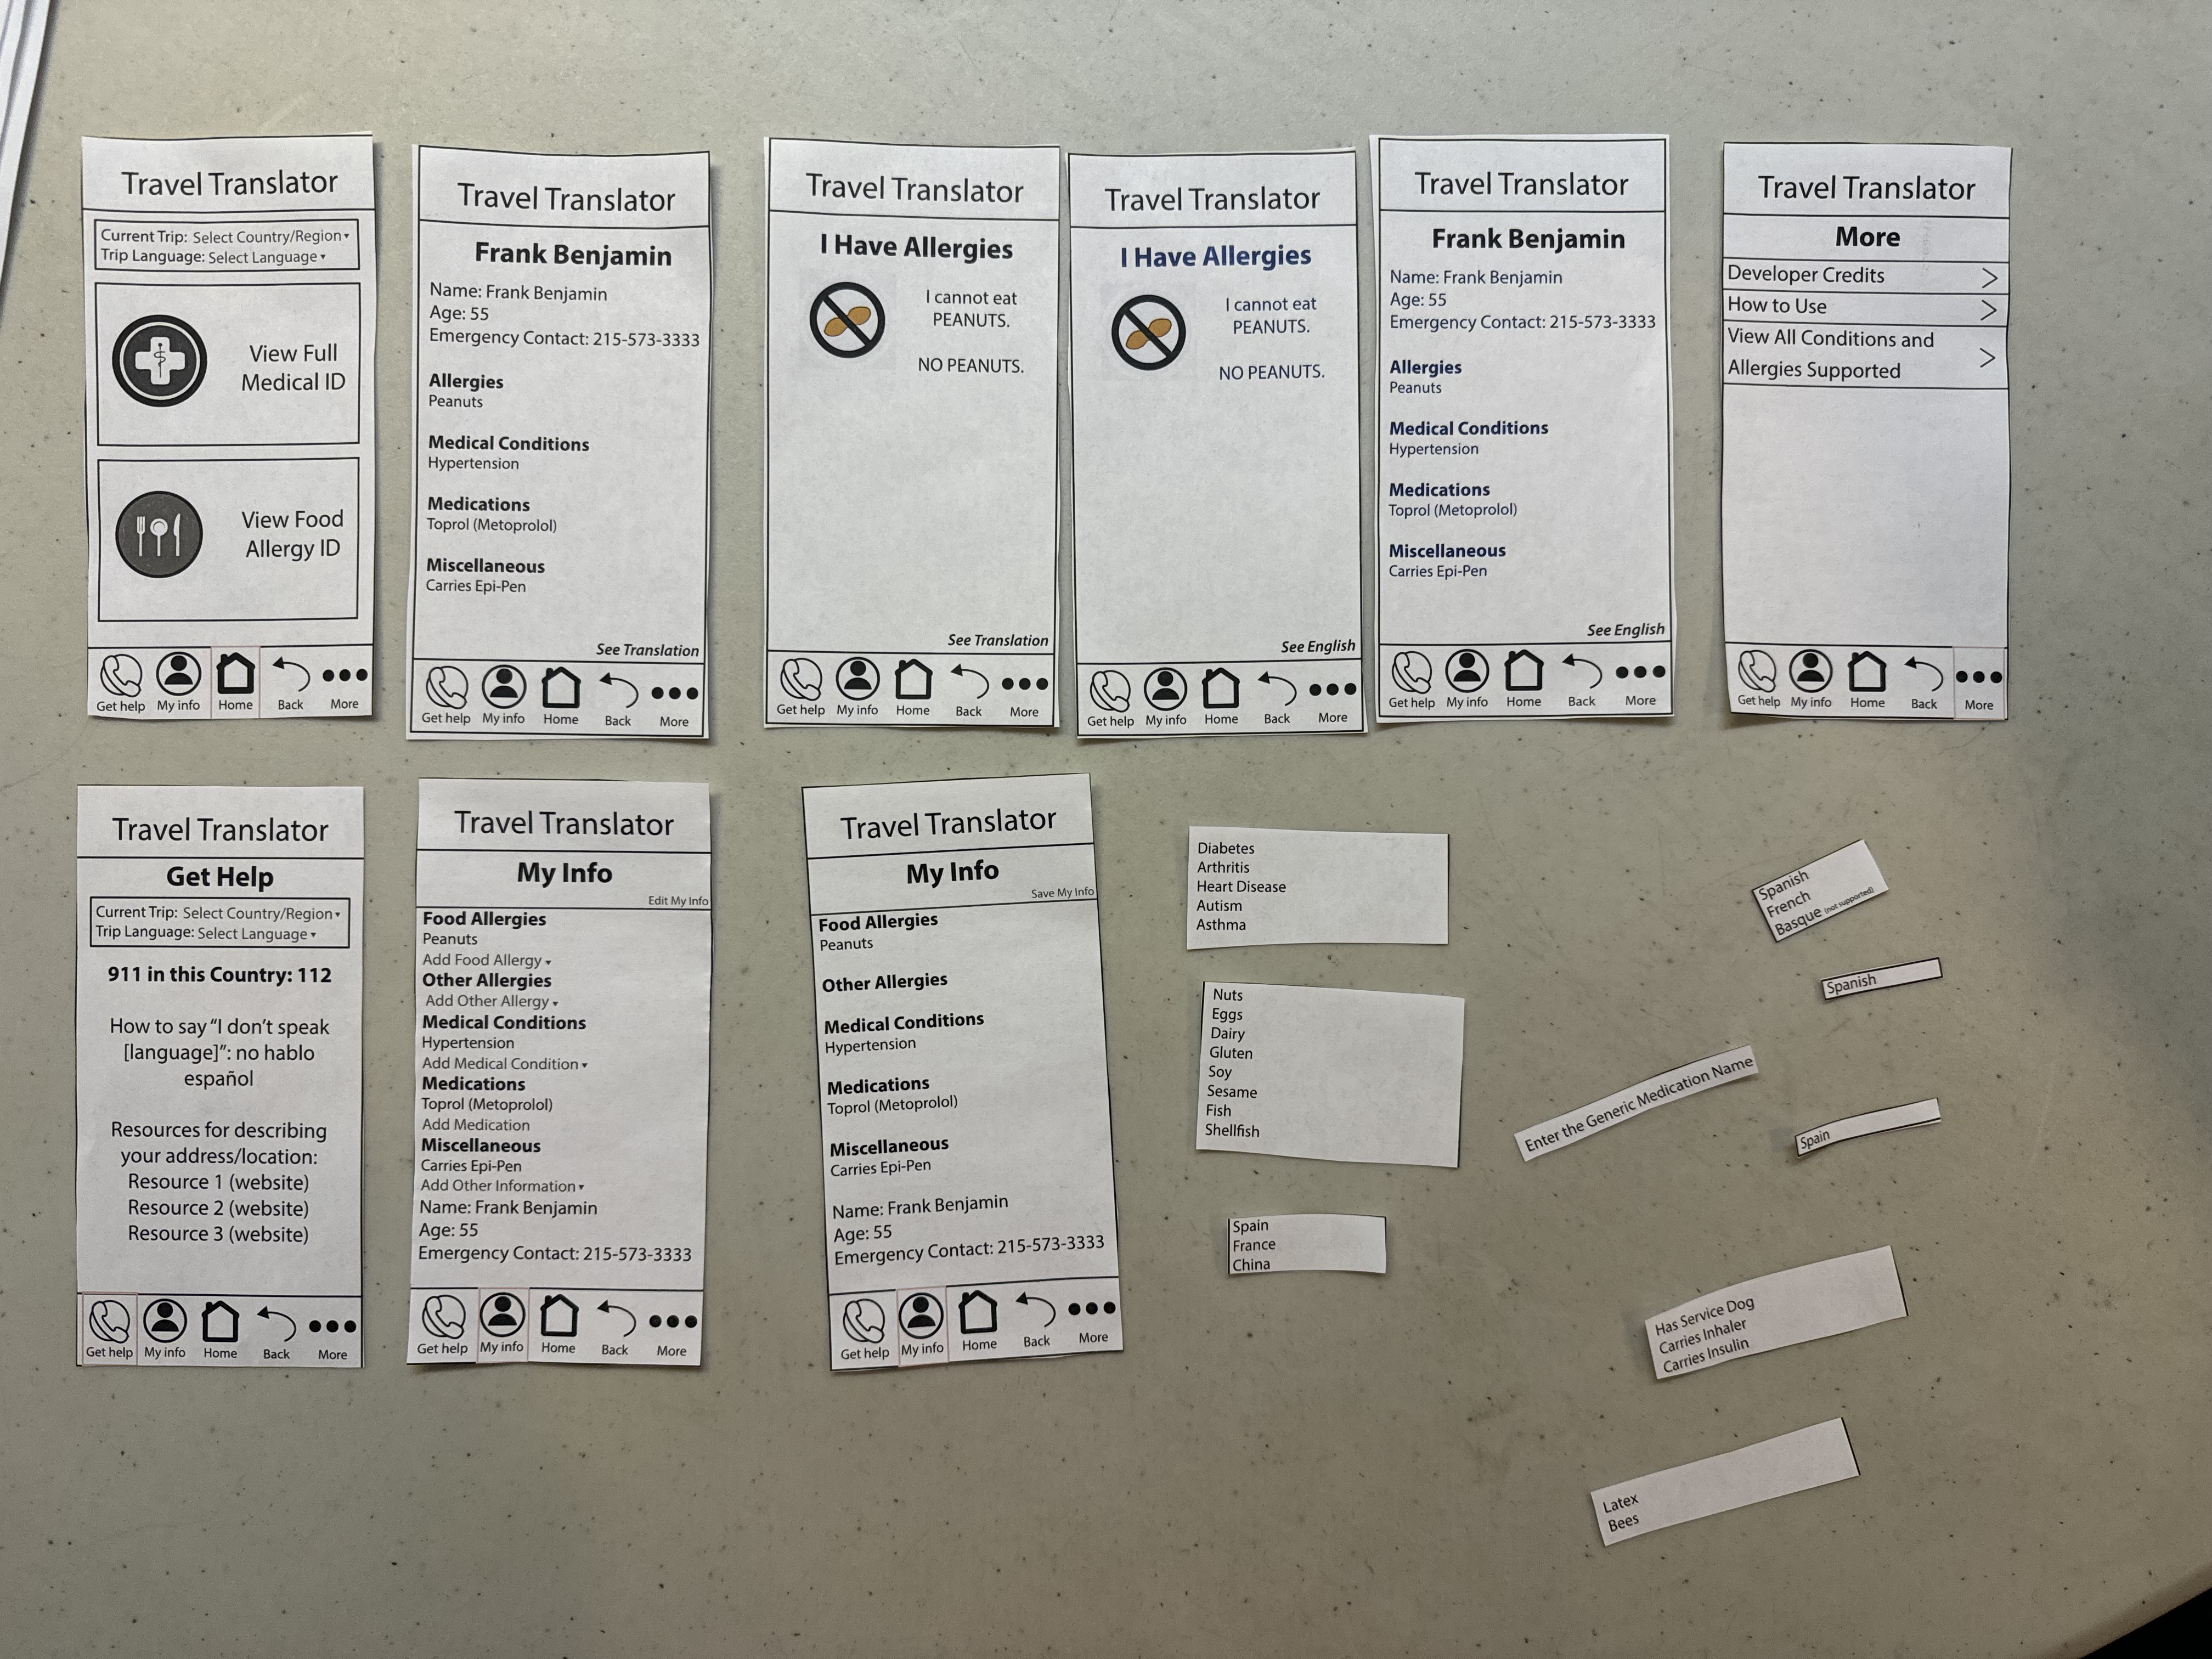 Travel Translator
Current Trip: Select Country/Region
Trip Language: Select Language
View Full
Medical ID
View Food
Allergy ID
Get help My info Home Back More
Travel Translator
Frank Benjamin
Name: Frank Benjamin
Age: 55
Emergency Contact: 215-573-3333
Allergies
Peanuts
Medical Conditions
Hypertension
Medications
Toprol (Metoprolol)
Miscellaneous
Carries Epi-Pen
See Translation
Get help My info Home Back More
Travel Translator
I Have Allergies
I cannot eat
PEANUTS.
NO PEANUTS.
See Translation
Get help My info Home Back More
Travel Translator
I Have Allergies
I cannot eat
PEANUTS.
NO PEANUTS.
See English
Get help My info Home Back More
Travel Translator
Frank Benjamin
Name: Frank Benjamin
Age: 55
Emergency Contact: 215-573-3333
Allergies
Peanuts
Medical Conditions
Hypertension
Medications
Toprol (Metoprolol)
Miscellaneous
Carries Epi-Pen
See English
Get help My info Home Back More
Travel Translator
More
Developer Credits
How to Use
View All Conditions and
Allergies Supported
Get help My info Home Back More
Travel Translator
Get Help
Current Trip: Select Country/Region
Trip Language: Select Language
911 in this Country: 112
How to say “I don't speak
[language]”: no hablo
español
Resources for describing
your address/location:
Resource 1 (website)
Resource 2 (website)
Resource 3 (website)
Get help My info Home Back More
Travel Translator
My Info
Edit My Info
Food Allergies
Peanuts
Add Food Allergy
Other Allergies
Add Other Allergy
Medical Conditions
Hypertension
Add Medical Condition
Medications
Toprol (Metoprolol)
Add Medication
Miscellaneous
Carries Epi-Pen
Add Other Information
Name: Frank Benjamin
Age: 55
Emergency Contact: 215-573-3333
Get help My info Home Back More
Travel Translator
My Info
Save My Info
Food Allergies
Peanuts
Other Allergies
Medical Conditions
Hypertension
Medications
Toprol (Metoprolol)
Miscellaneous
Carries Epi-Pen
Name: Frank Benjamin
Age: 55
Emergency Contact: 215-573-3333
Get help My info Home Back More
Diabetes
Arthritis
Heart Disease
Autism
Asthma
Nuts
Eggs
Dairy
Gluten
Soy
Sesame
Fish
Shellfish
Spain
France
China
Spanish
French
Basque (not supported)
Spanish
Enter the Generic Medication Name
Spain
Has Service Dog
Carries Inhaler
Carries Insulin
Latex
Bees